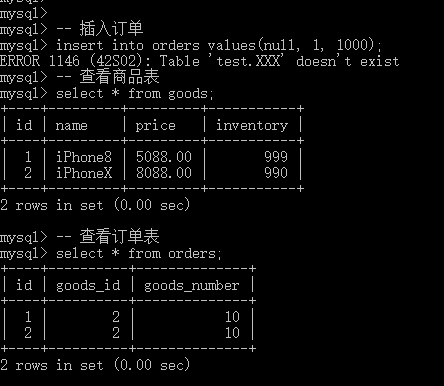 mysql>
mysql> -- 插入订单
mysql> insert into orders values(null, 1, 1000);
ERROR 1146 (42S02): Table 'test.XXX' doesn't exist
mysql> -- 查看商品表
mysql> select * from goods;
+----+---------+---------+-----------+
| id | name    | price   | inventory |
+----+---------+---------+-----------+
|  1 | iPhone8 | 5088.00 |       999 |
|  2 | iPhoneX | 8088.00 |       990 |
+----+---------+---------+-----------+
2 rows in set (0.00 sec)
mysql> -- 查看订单表
mysql> select * from orders;
+----+----------+--------------+
| id | goods_id | goods_number |
+----+----------+--------------+
|  1 |        2 |           10 |
|  2 |        2 |           10 |
+----+----------+--------------+
2 rows in set (0.00 sec)